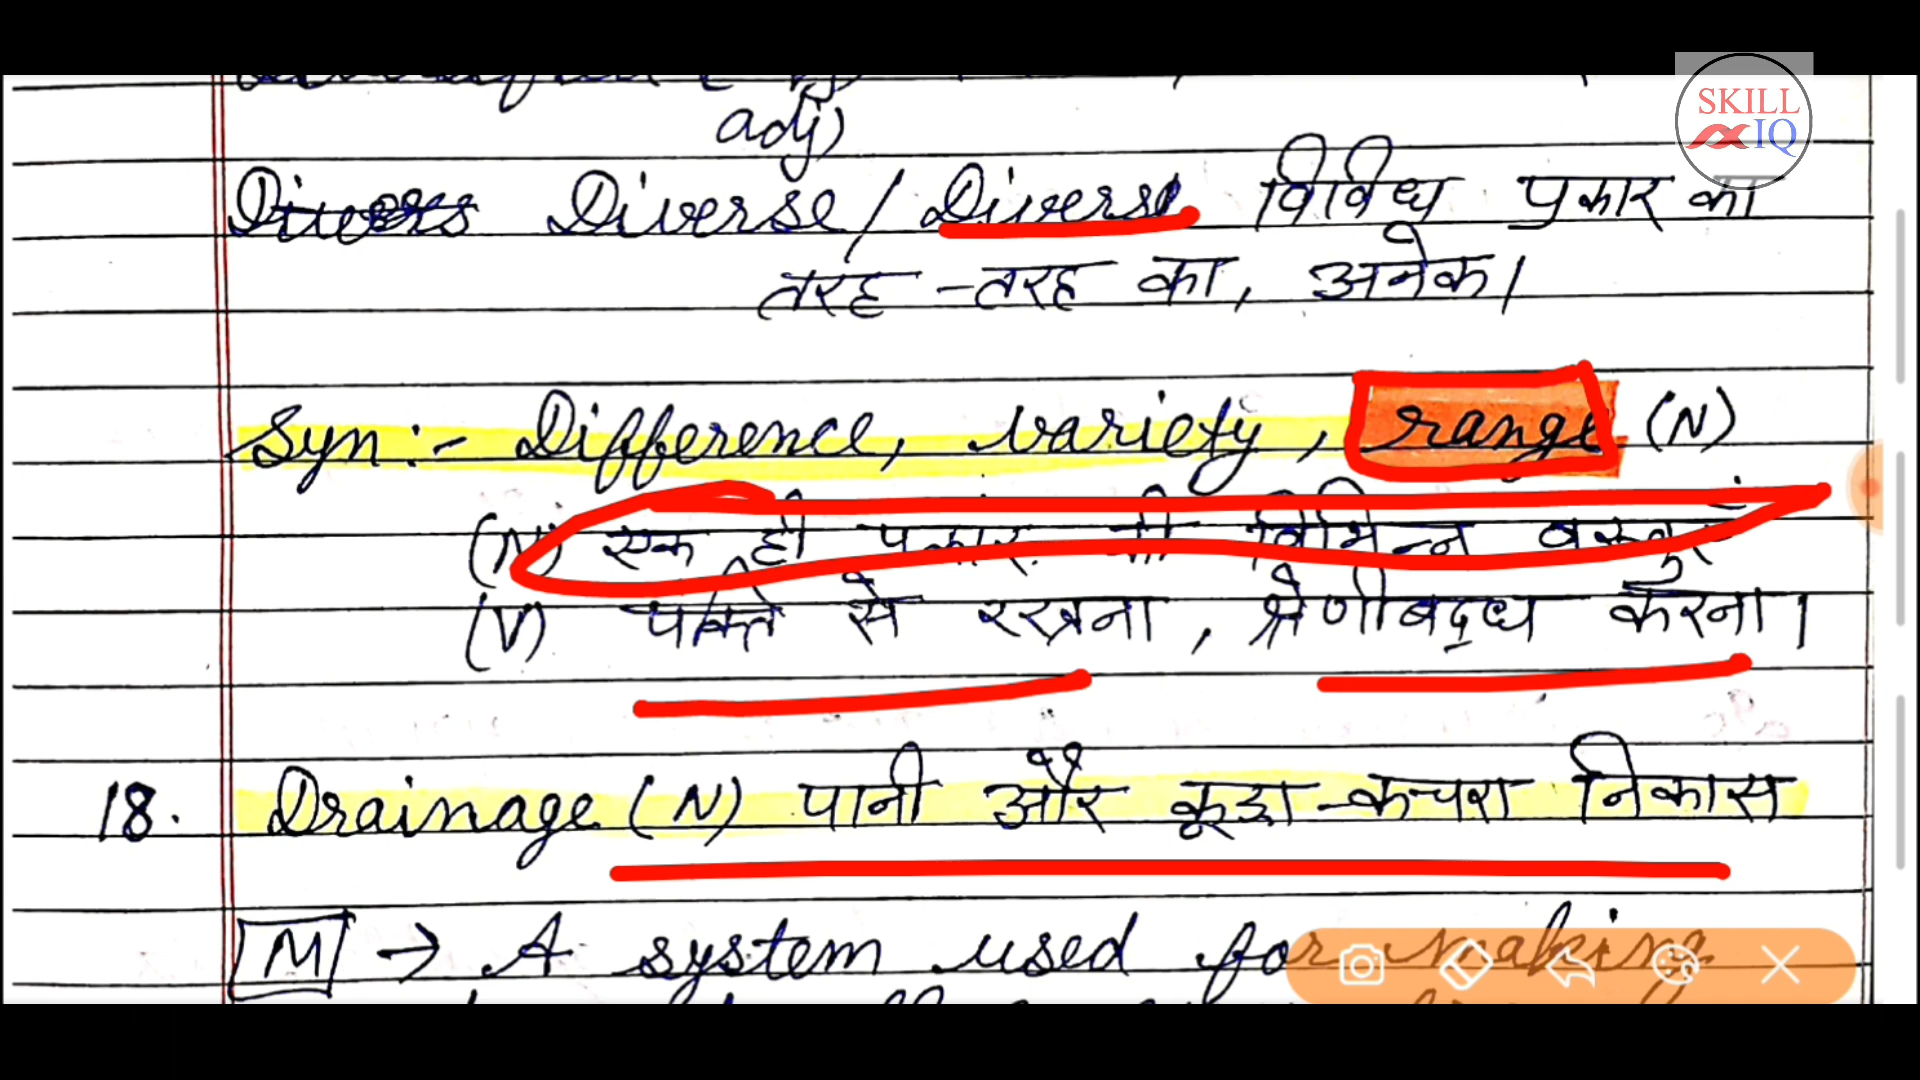 SKILL
IQ
adj)
Diverse / Diverse विविध प्रकार का
तरह-तरह का, अनेक।
Syn:- Difference, variety, range (N)
(N) एक ही प्रकार की विभिन्न वस्तुएं
(V) पंक्ति से रखना, श्रेणीबद्ध करना।
18. Drainage (N) पानी और कूडा-कचरा निकास
M → A system used for making